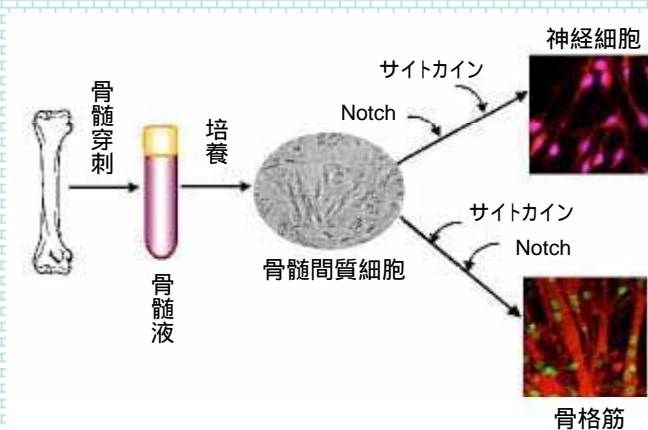 骨髄穿刺
骨髄液
培養
骨髄間質細胞
Notch
サイトカイン
神経細胞
サイトカイン
Notch
骨格筋